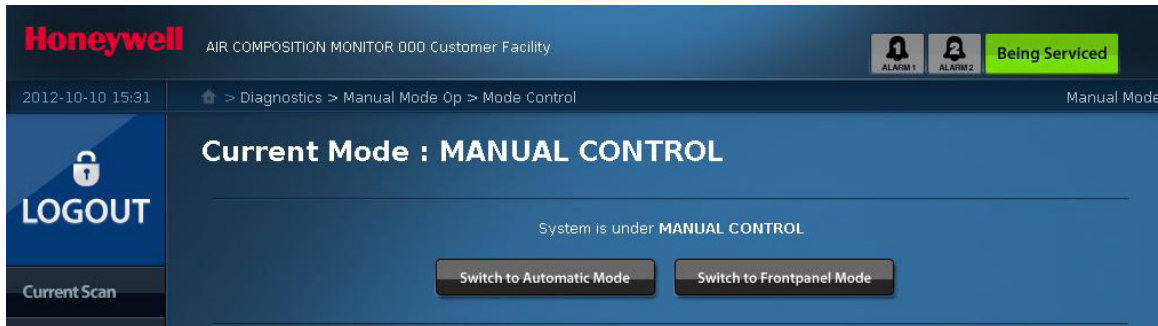 Honeywell
AIR COMPOSITION MONITOR 000 Customer Facility
1
ALARM 1
2
ALARM 2
Being Serviced
2012-10-10 15:31
> Diagnostics > Manual Mode Op > Mode Control
Manual Mode
LOGOUT
Current Mode : MANUAL CONTROL
System is under MANUAL CONTROL
Switch to Automatic Mode
Switch to Frontpanel Mode
Current Scan